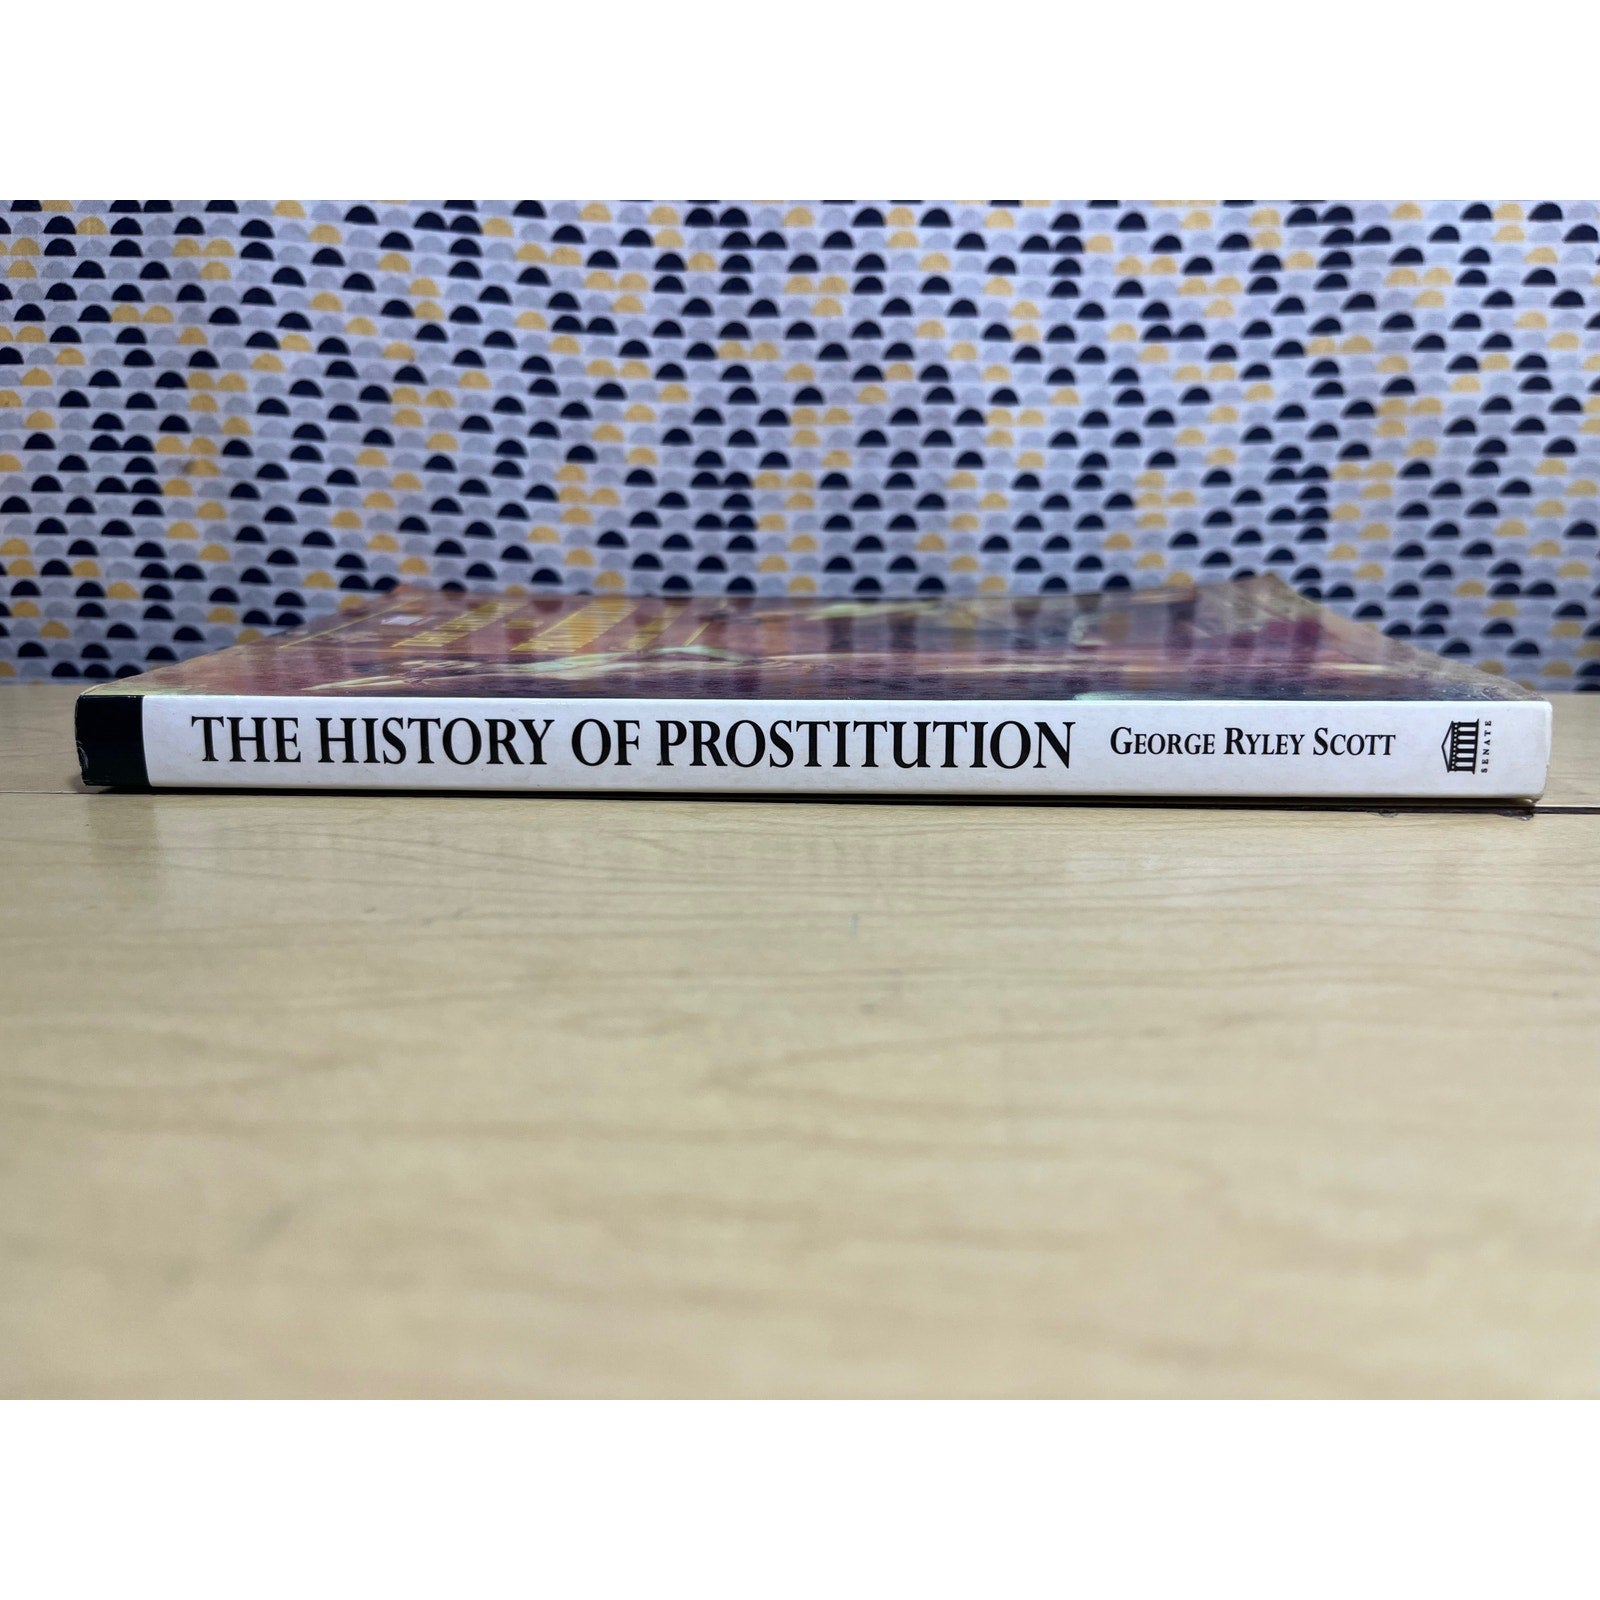 THE HISTORY OF PROSTITUTION GEORGE RYLEY SCOTT
SENATE